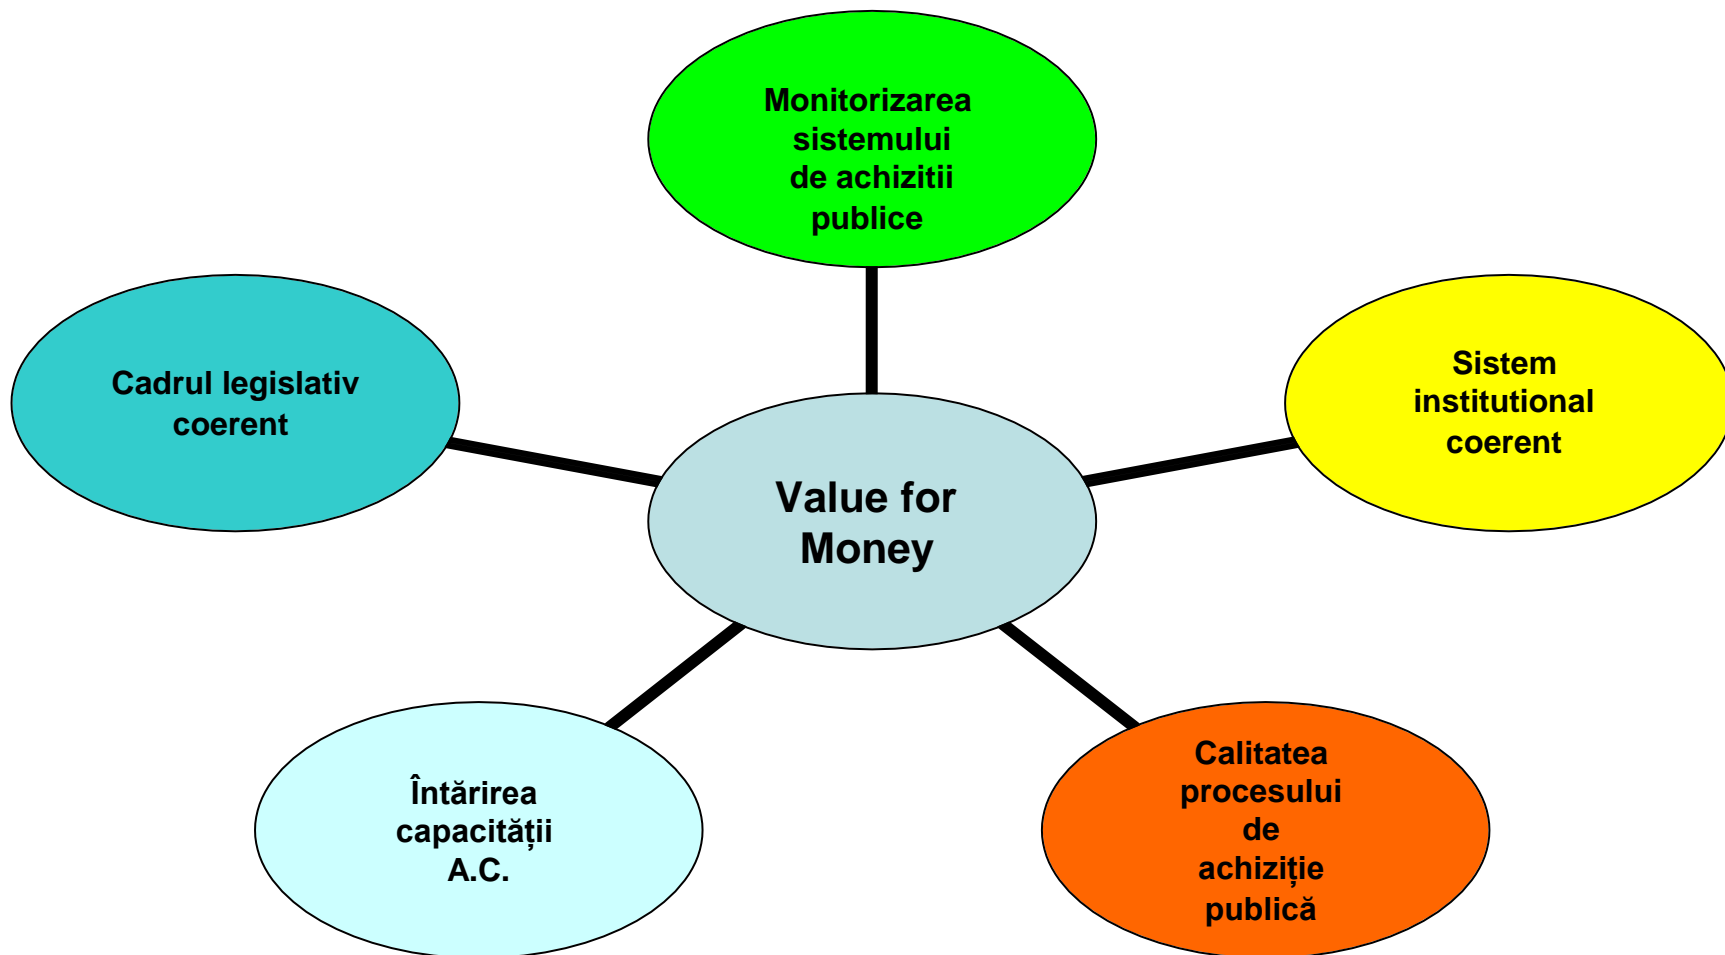 Monitorizarea
sistemului
de achizitii
publice
Cadrul legislativ
coerent
Sistem
institutional
coerent
Value for
Money
Întărirea
capacității
A.C.
Calitatea
procesului
de
achiziție
publică